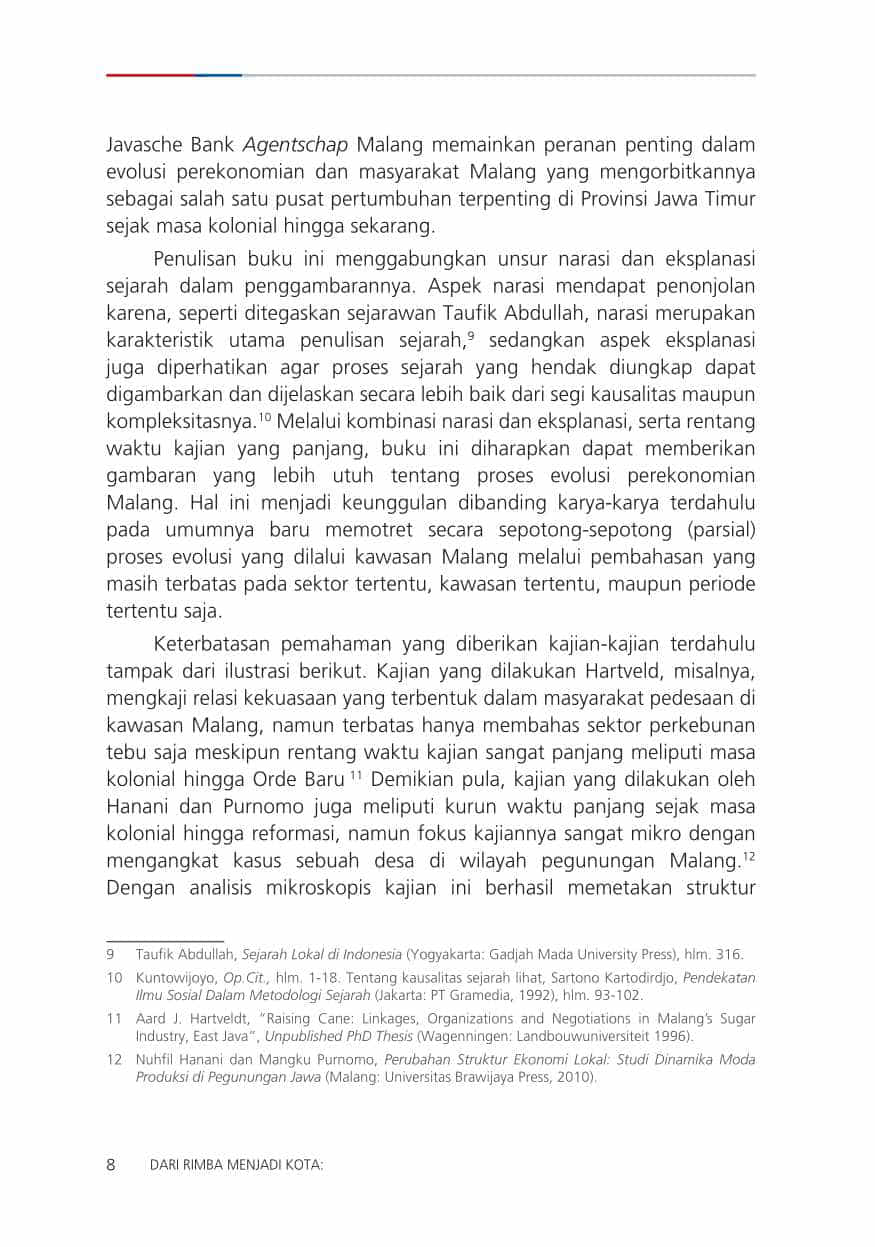 Javasche Bank Agentschap Malang memainkan peranan penting dalam
evolusi perekonomian dan masyarakat Malang yang mengorbitkannya
sebagai salah satu pusat pertumbuhan terpenting di Provinsi Jawa Timur
sejak masa kolonial hingga sekarang.
Penulisan buku ini menggabungkan unsur narasi dan eksplanasi
sejarah dalam penggambarannya. Aspek narasi mendapat penonjolan
karena, seperti ditegaskan sejarawan Taufik Abdullah, narasi merupakan
karakteristik utama penulisan sejarah,⁹ sedangkan aspek eksplanasi
juga diperhatikan agar proses sejarah yang hendak diungkap dapat
digambarkan dan dijelaskan secara lebih baik dari segi kausalitas maupun
kompleksitasnya.¹⁰ Melalui kombinasi narasi dan eksplanasi, serta rentang
waktu kajian yang panjang, buku ini diharapkan dapat memberikan
gambaran yang lebih utuh tentang proses evolusi perekonomian
Malang. Hal ini menjadi keunggulan dibanding karya-karya terdahulu
pada umumnya baru memotret secara sepotong-sepotong (parsial)
proses evolusi yang dilalui kawasan Malang melalui pembahasan yang
masih terbatas pada sektor tertentu, kawasan tertentu, maupun periode
tertentu saja.
Keterbatasan pemahaman yang diberikan kajian-kajian terdahulu
tampak dari ilustrasi berikut. Kajian yang dilakukan Hartveld, misalnya,
mengkaji relasi kekuasaan yang terbentuk dalam masyarakat pedesaan di
kawasan Malang, namun terbatas hanya membahas sektor perkebunan
tebu saja meskipun rentang waktu kajian sangat panjang meliputi masa
kolonial hingga Orde Baru ¹¹ Demikian pula, kajian yang dilakukan oleh
Hanani dan Purnomo juga meliputi kurun waktu panjang sejak masa
kolonial hingga reformasi, namun fokus kajiannya sangat mikro dengan
mengangkat kasus sebuah desa di wilayah pegunungan Malang.¹²
Dengan analisis mikroskopis kajian ini berhasil memetakan struktur
9 Taufik Abdullah, Sejarah Lokal di Indonesia (Yogyakarta: Gadjah Mada University Press), hlm. 316.
10 Kuntowijoyo, Op.Cit., hlm. 1-18. Tentang kausalitas sejarah lihat, Sartono Kartodirdjo, Pendekatan
Ilmu Sosial Dalam Metodologi Sejarah (Jakarta: PT Gramedia, 1992), hlm. 93-102.
11 Aard J. Hartveldt, “Raising Cane: Linkages, Organizations and Negotiations in Malang’s Sugar
Industry, East Java”, Unpublished PhD Thesis (Wagenningen: Landbouwuniversiteit 1996).
12 Nuhfil Hanani dan Mangku Purnomo, Perubahan Struktur Ekonomi Lokal: Studi Dinamika Moda
Produksi di Pegunungan Jawa (Malang: Universitas Brawijaya Press, 2010).
8 DARI RIMBA MENJADI KOTA: